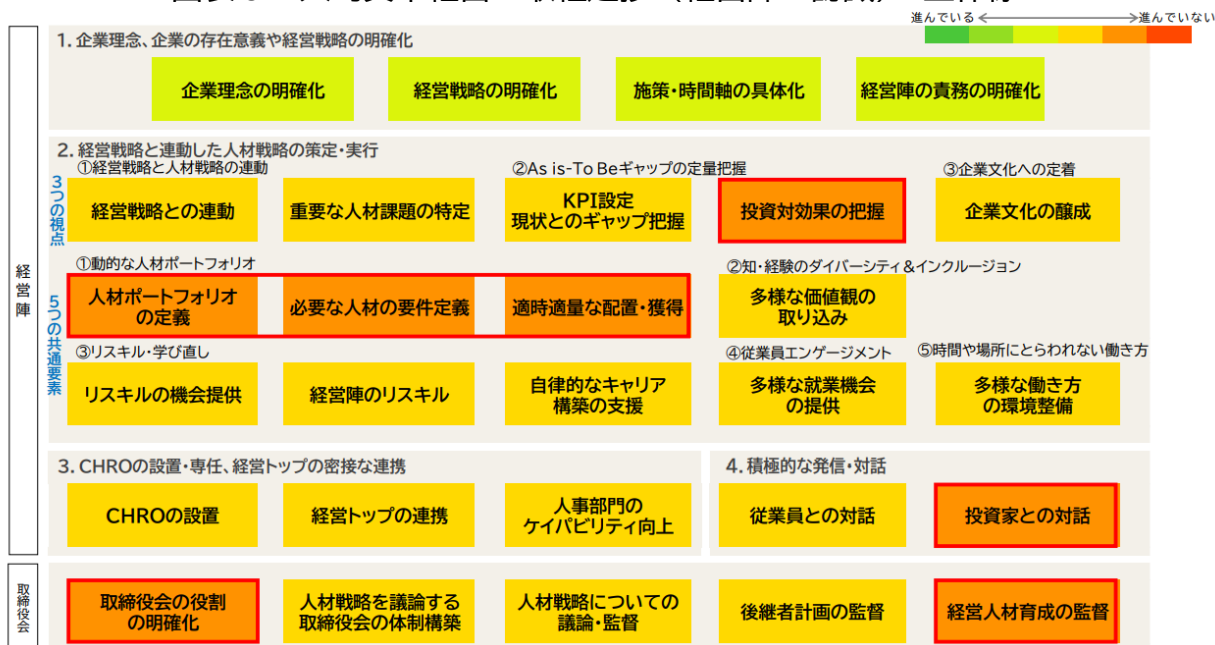 進んでいる
進んでいない
1. 企業理念、企業の存在意義や経営戦略の明確化
企業理念の明確化
経営戦略の明確化
施策・時間軸の具体化
経営陣の責務の明確化
経営陣
2. 経営戦略と連動した人材戦略の策定・実行
3つの視点
①経営戦略と人材戦略の連動
②As is-To Beギャップの定量把握
③企業文化への定着
経営戦略との連動
重要な人材課題の特定
KPI設定
現状とのギャップ把握
投資対効果の把握
企業文化の醸成
5つの共通要素
①動的な人材ポートフォリオ
②知・経験のダイバーシティ&インクルージョン
人材ポートフォリオ
の定義
必要な人材の要件定義
適時適量な配置・獲得
多様な価値観の
取り込み
③リスキル・学び直し
④従業員エンゲージメント
⑤時間や場所にとらわれない働き方
リスキルの機会提供
経営陣のリスキル
自律的なキャリア
構築の支援
多様な就業機会
の提供
多様な働き方
の環境整備
3. CHROの設置・専任、経営トップの密接な連携
4. 積極的な発信・対話
CHROの設置
経営トップの連携
人事部門の
ケイパビリティ向上
従業員との対話
投資家との対話
取締役会
取締役会の役割
の明確化
人材戦略を議論する
取締役会の体制構築
人材戦略についての
議論・監督
後継者計画の監督
経営人材育成の監督